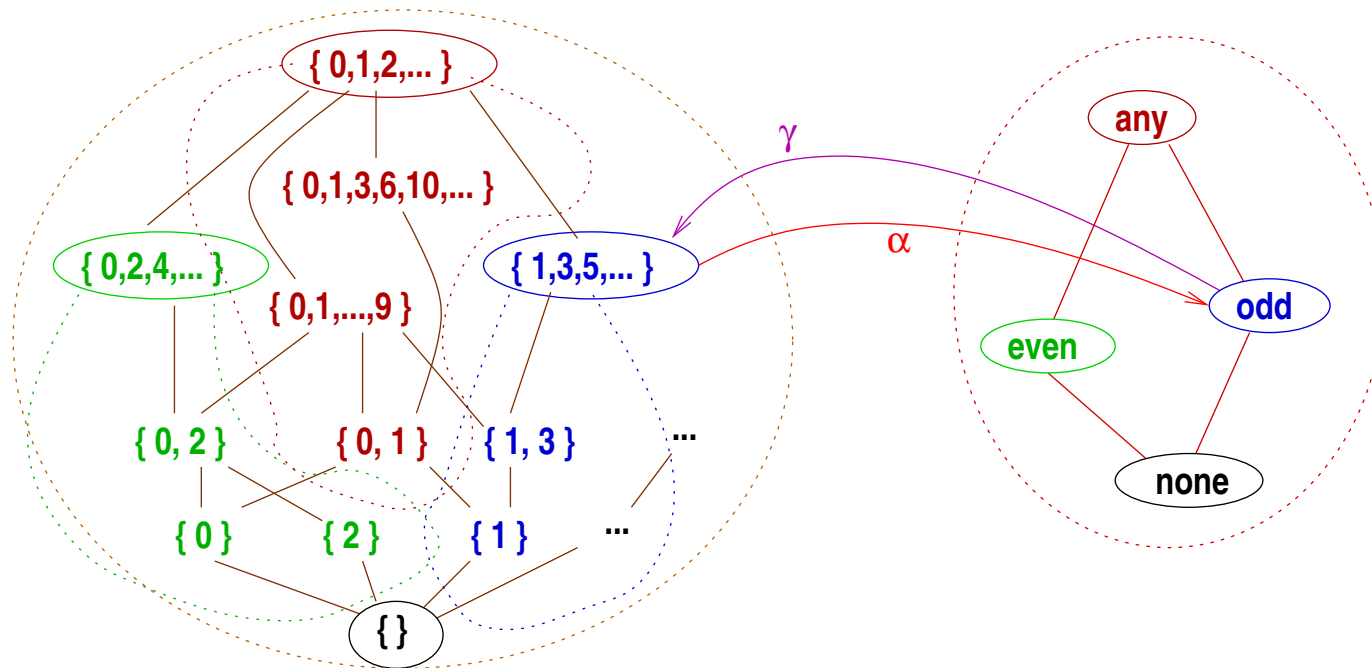 { 0,1,2,... }
any
γ
{ 0,1,3,6,10,... }
α
{ 0,2,4,... }
{ 1,3,5,... }
{ 0,1,...,9 }
odd
even
{ 0, 2 }
{ 0, 1 }
{ 1, 3 }
...
none
{ 0 }
{ 2 }
{ 1 }
...
{ }